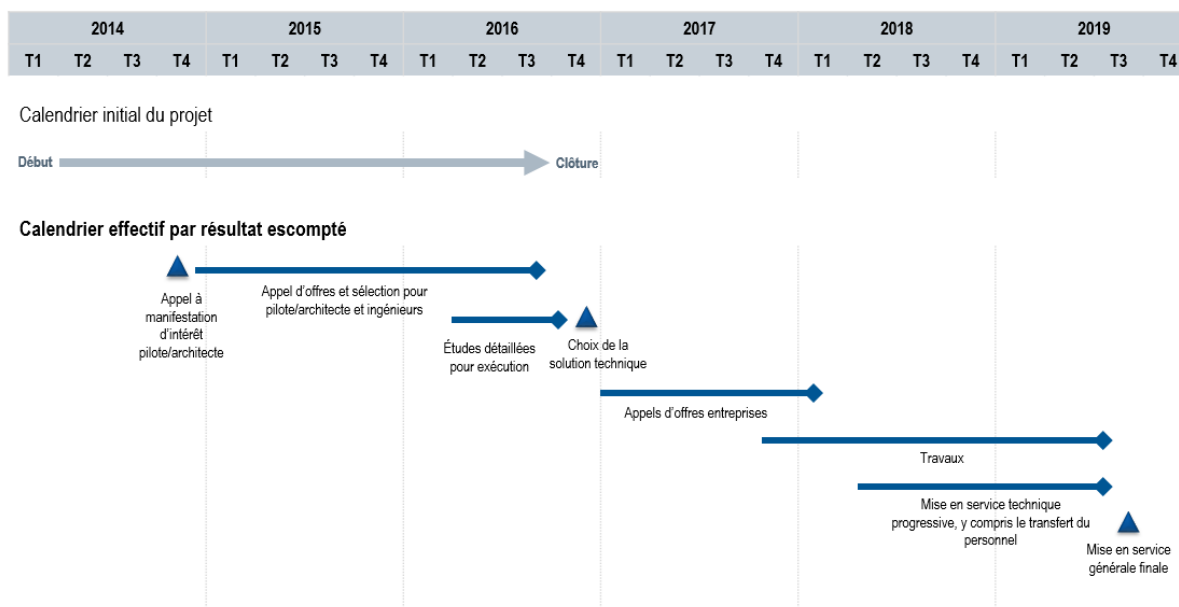 2014 2015 2016 2017 2018 2019
T1 T2 T3 T4 T1 T2 T3 T4 T1 T2 T3 T4 T1 T2 T3 T4 T1 T2 T3 T4 T1 T2 T3 T4
Calendrier initial du projet
Début Clôture
Calendrier effectif par résultat escompté
Appel à
manifestation
d'intérêt
pilote/architecte
Appel d'offres et sélection pour
pilote/architecte et ingénieurs
Études détaillées
pour exécution
Choix de la
solution technique
Appels d'offres entreprises
Travaux
Mise en service technique
progressive, y compris le transfert du
personnel
Mise en service
générale finale